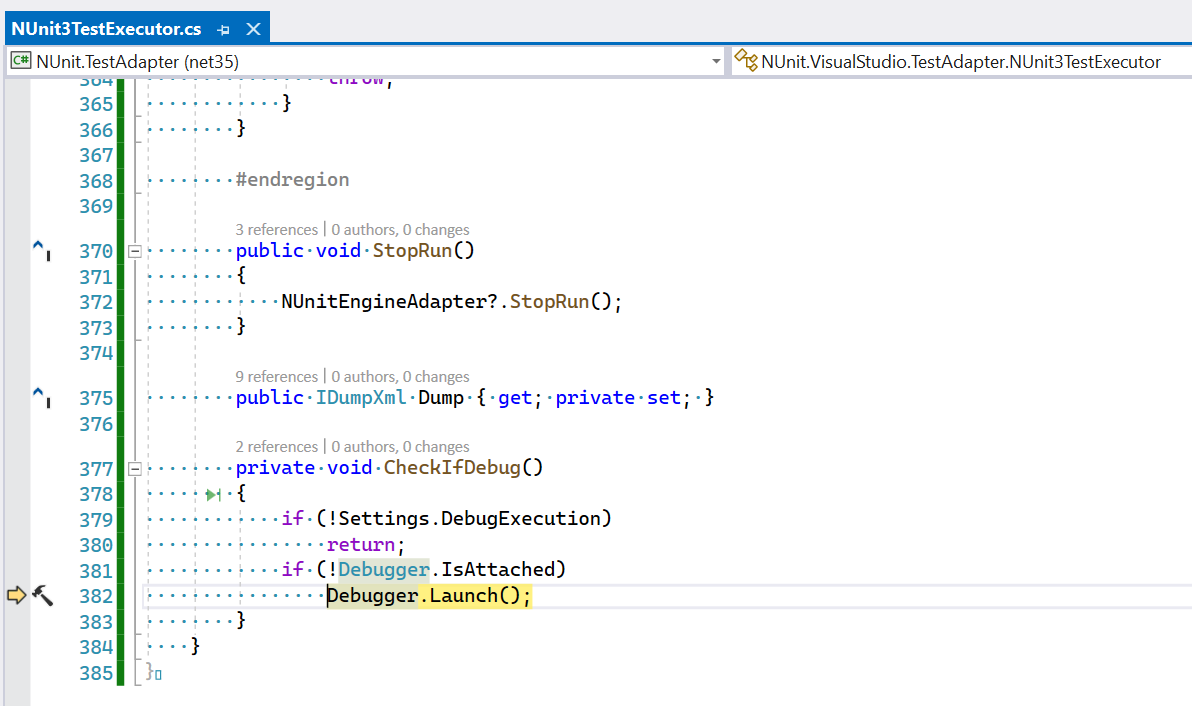 NUnit3TestExecutor.cs
C# NUnit.TestAdapter (net35) NUnit.VisualStudio.TestAdapter.NUnit3TestExecutor
364 throw;
365 }
366 }
367
368 #endregion
369
3 references | 0 authors, 0 changes
370 public void StopRun()
371 {
372 NUnitEngineAdapter?.StopRun();
373 }
374
9 references | 0 authors, 0 changes
375 public IDumpXml Dump { get; private set; }
376
2 references | 0 authors, 0 changes
377 private void CheckIfDebug()
378 {
379 if (!Settings.DebugExecution)
380 return;
381 if (!Debugger.IsAttached)
382 Debugger.Launch();
383 }
384 }
385 }